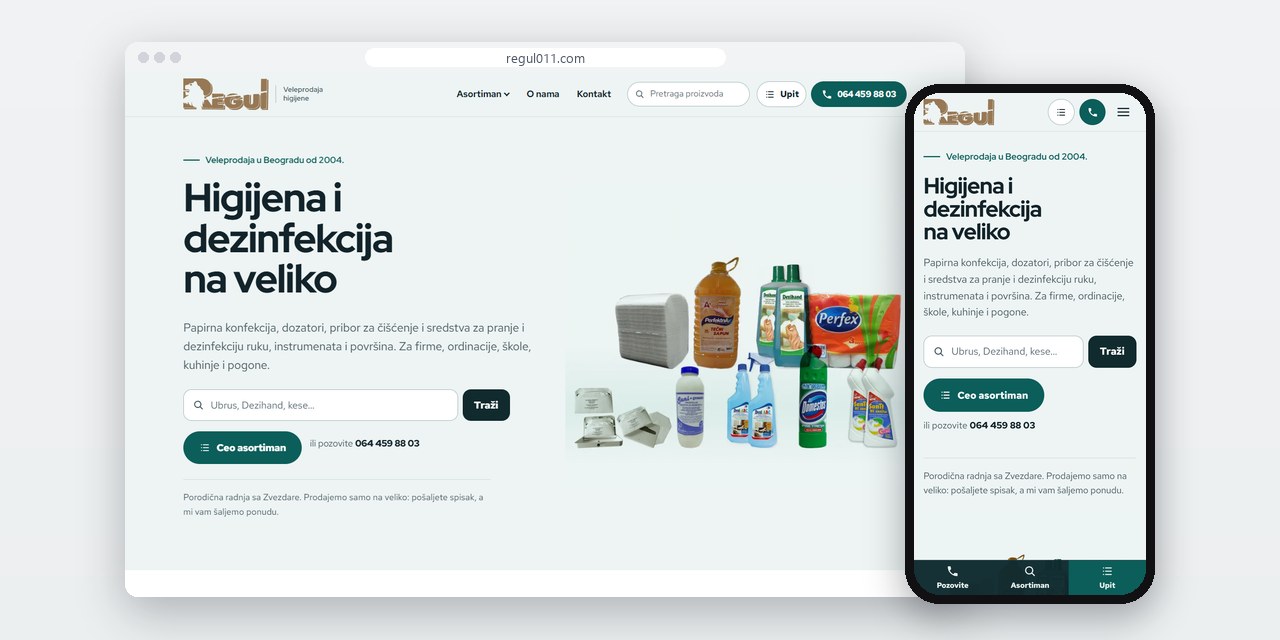 regul011.com
Regul
Veleprodaja
higijene
Asortiman
O nama
Kontakt
Pretraga proizvoda
Upit
064 459 88 03
Veleprodaja u Beogradu od 2004.
Higijena i
dezinfekcija
na veliko
Papirna konfekcija, dozatori, pribor za čišćenje i sredstva za pranje i
dezinfekciju ruku, instrumenata i površina. Za firme, ordinacije, škole,
kuhinje i pogone.
Ubrus, Dezihand, kese...
Traži
Ceo asortiman
ili pozovite 064 459 88 03
Porodična radnja sa Zvezdare. Prodajemo samo na veliko: pošaljete spisak, a
mi vam šaljemo ponudu.
Perfex
Dezihand
Domestos
Regul
Veleprodaja u Beogradu od 2004.
Higijena i
dezinfekcija
na veliko
Papirna konfekcija, dozatori, pribor za čišćenje
i sredstva za pranje i dezinfekciju ruku,
instrumenata i površina. Za firme, ordinacije,
škole, kuhinje i pogone.
Ubrus, Dezihand, kese...
Traži
Ceo asortiman
ili pozovite 064 459 88 03
Porodična radnja sa Zvezdare. Prodajemo samo na
veliko: pošaljete spisak, a mi vam šaljemo ponudu.
Pozovite
Asortiman
Upit